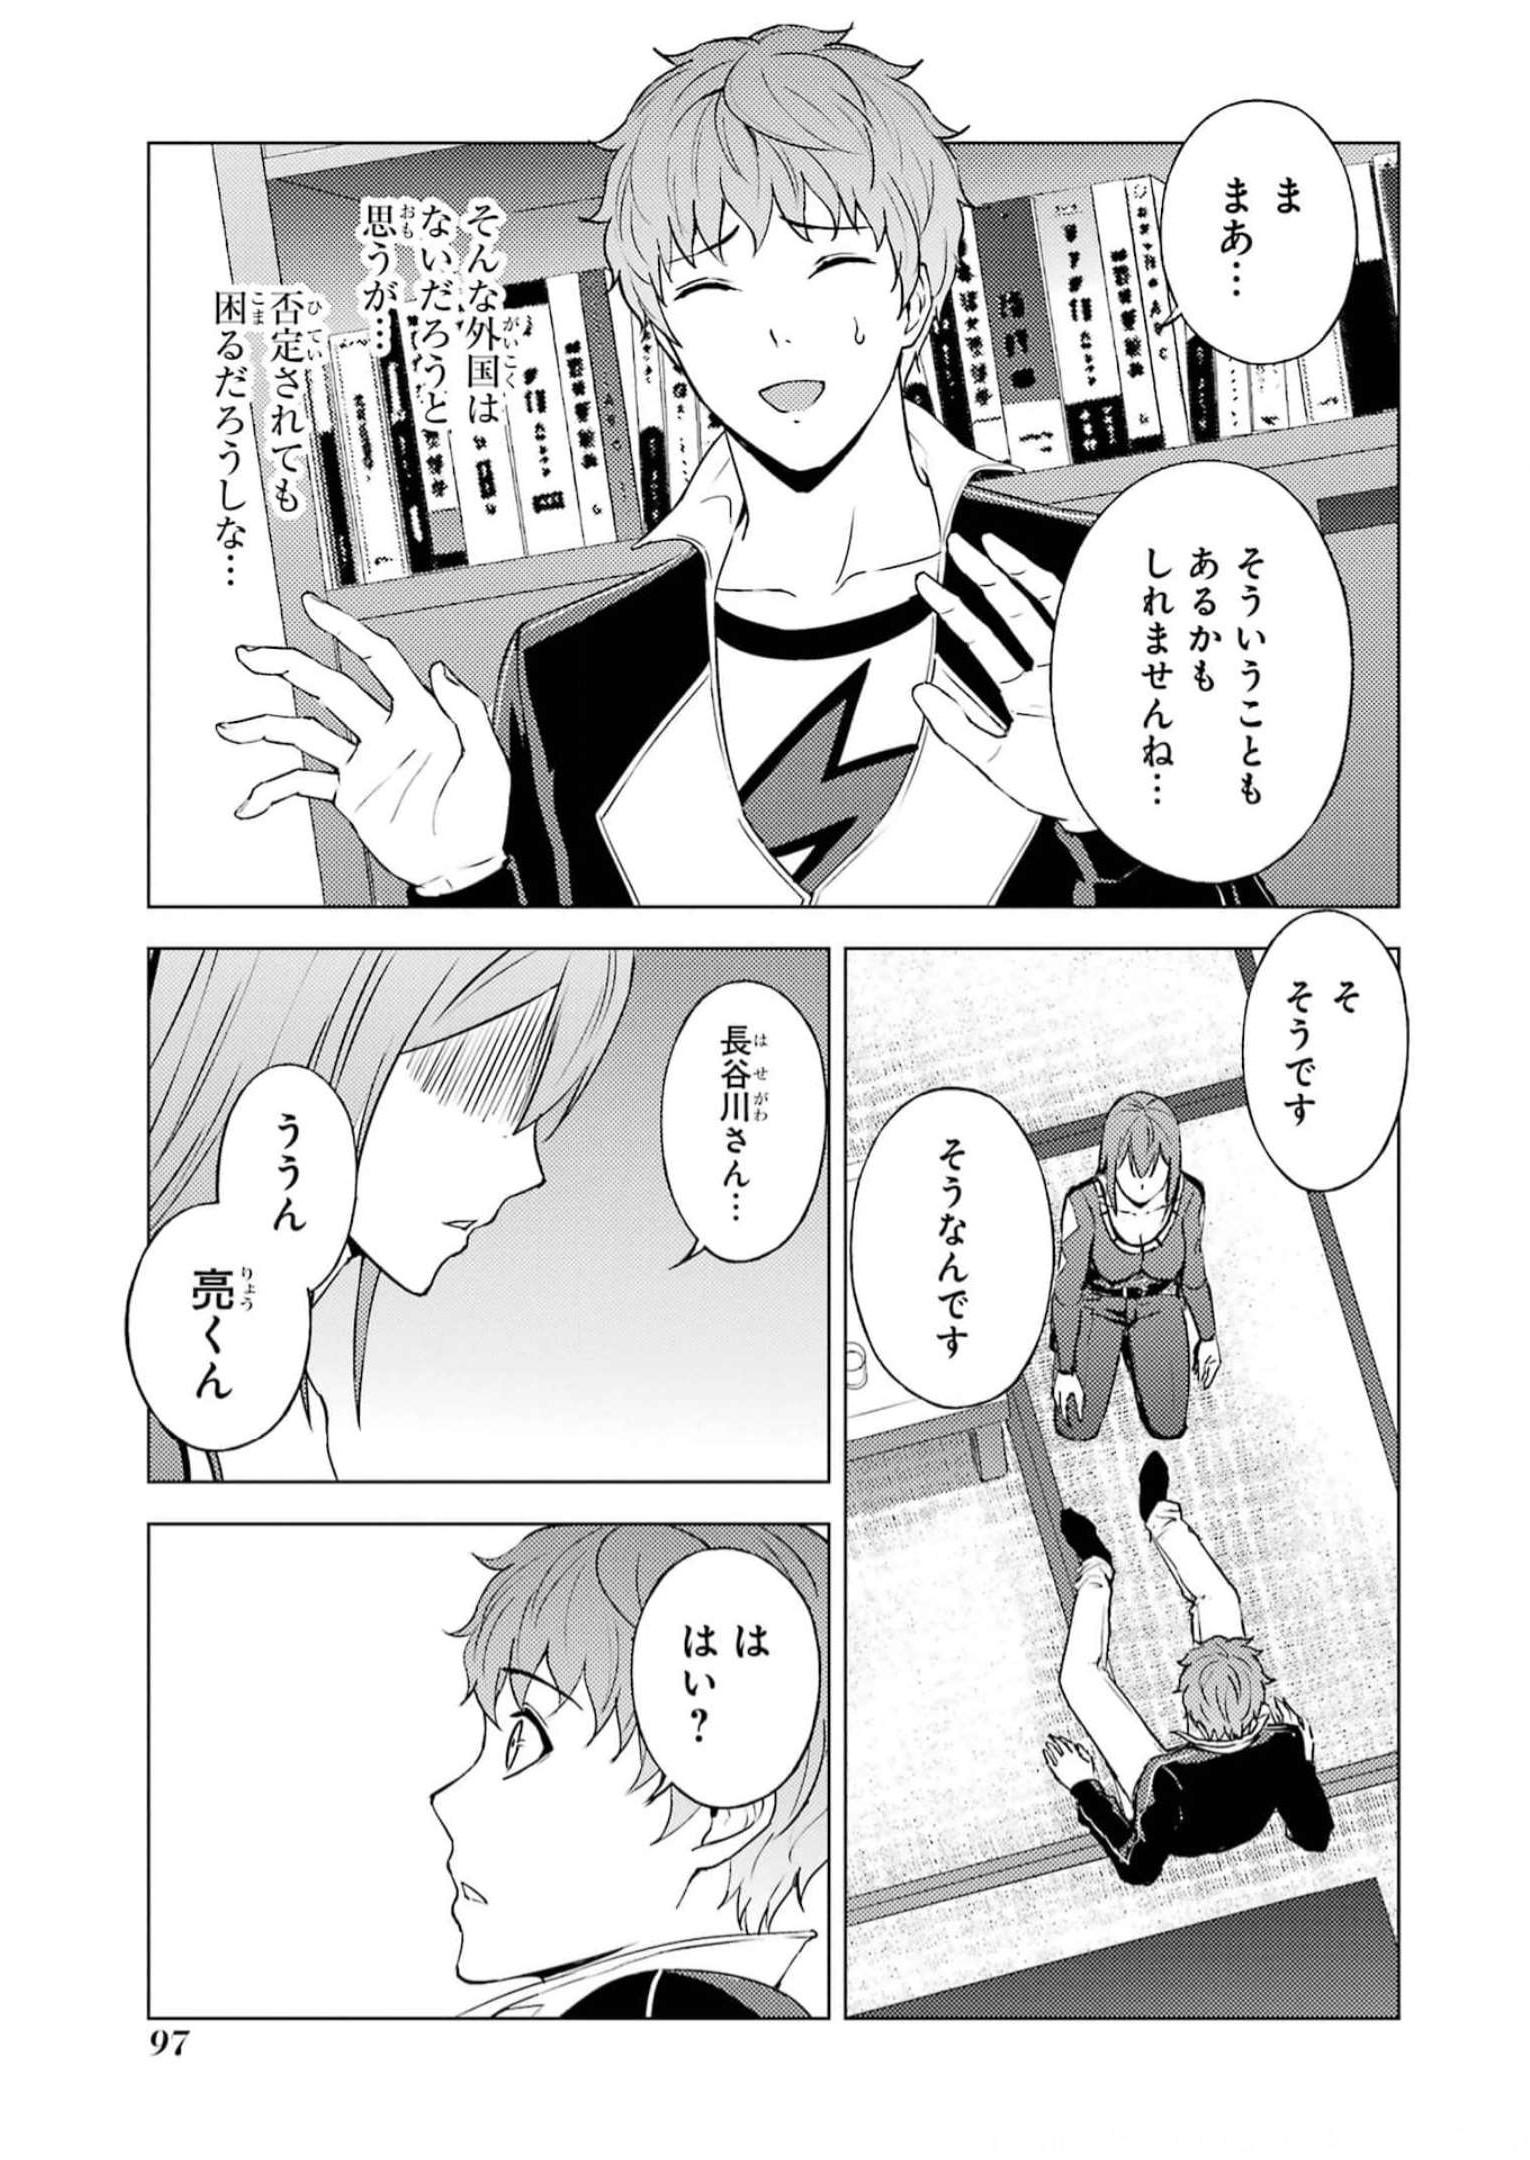 ま
まあ…
そういうことも
あるかも
しれませんね…
そんな外国は
ないだろうと
思うが…
否定されても
困るだろうしな…
そ
そうです
そうなんです
長谷川さん…
ううん
亮くん
は
はい?
97